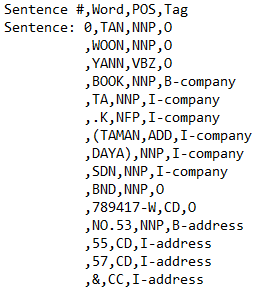 Sentence #,Word,POS,Tag
Sentence: 0,TAN,NNP,O
,WOON,NNP,O
,YANN,VBZ,O
,BOOK,NNP,B-company
,TA,NNP,I-company
,.K,NFP,I-company
,(TAMAN,ADD,I-company
,DAYA),NNP,I-company
,SDN,NNP,I-company
,BND,NNP,O
,789417-W,CD,O
,NO.53,NNP,B-address
,55,CD,I-address
,57,CD,I-address
,&,CC,I-address